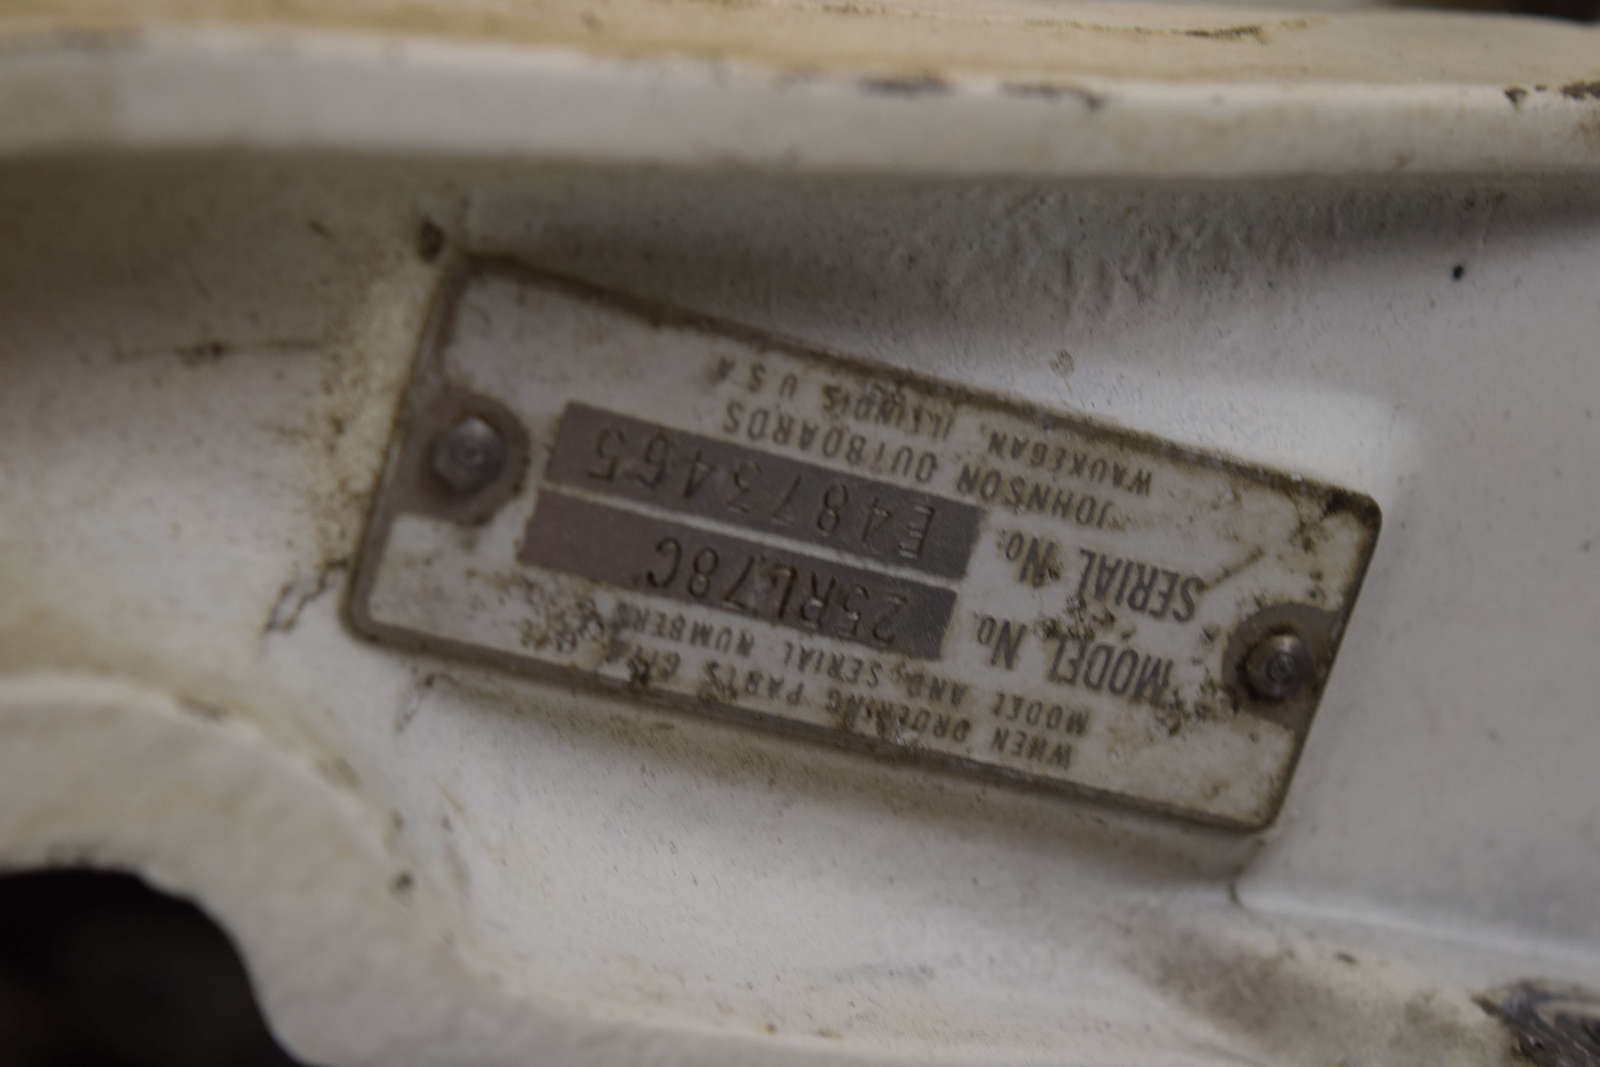 WHEN ORDERING PARTS GIVE
MODEL AND SERIAL NUMBERS
MODEL No. 25RL78C
SERIAL No. E4873465
JOHNSON OUTBOARDS
WAUKEGAN, ILLINOIS U S A